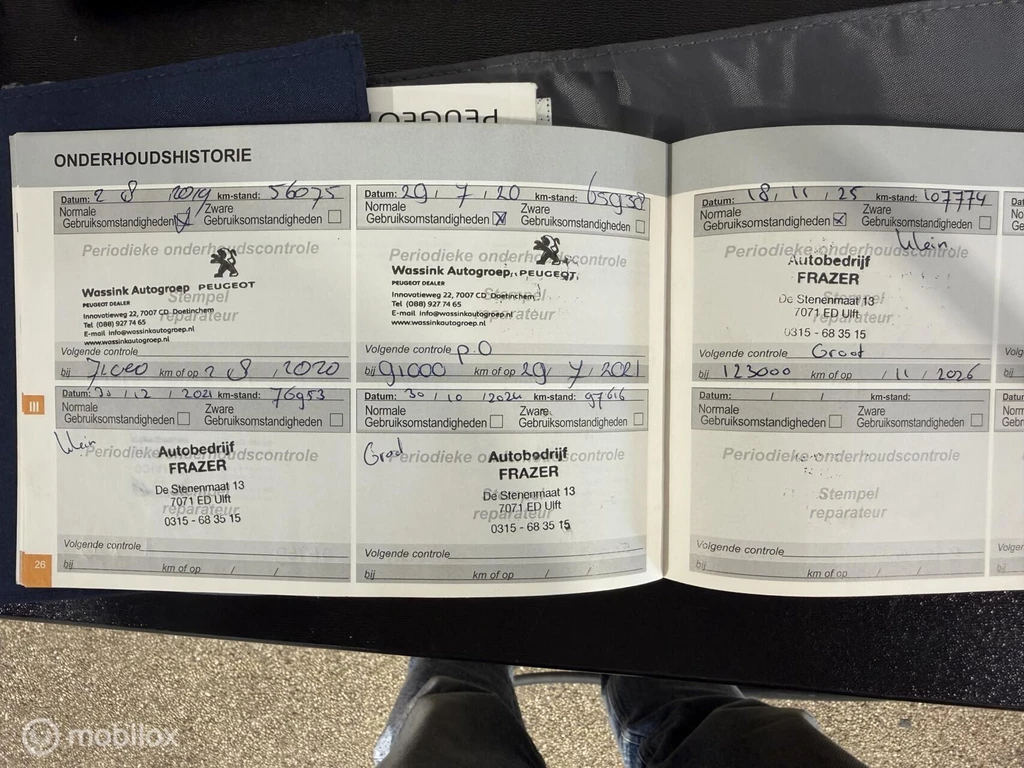 PEUGEO
ONDERHOUDSHISTORIE
Datum: 2 8 2019 km-stand: 56075
Normale Gebruiksomstandigheden
Zware Gebruiksomstandigheden
Periodieke onderhoudscontrole
Wassink Autogroep PEUGEOT
PEUGEOT DEALER
Stempel reparateur
Innovatieweg 22, 7007 CD Doetinchem
Tel (088) 927 74 65
E-mail info@wassinkautogroep.nl
www.wassinkautogroep.nl
Volgende controle
bij 71.000 km of op 2 8, 2020
Datum: 29, 7, 20 km-stand: 65938
Normale Gebruiksomstandigheden
Zware Gebruiksomstandigheden
Periodieke onderhoudscontrole
Wassink Autogroep PEUGEOT
PEUGEOT DEALER
Stempel reparateur
Innovatieweg 22, 7007 CD Doetinchem
Tel (088) 927 74 65
E-mail info@wassinkautogroep.nl
www.wassinkautogroep.nl
Volgende controle p.o
bij 91.000 km of op 29, 7, 2021
Datum: 18, 11, 25 km-stand: 107774
Normale Gebruiksomstandigheden
Zware Gebruiksomstandigheden
Klein
Periodieke onderhoudscontrole
Autobedrijf
FRAZER
De Stenenmaat 13
7071 ED Ulft
0315 - 68 35 15
Stempel reparateur
Volgende controle Groot
bij 123000 km of op / 11 / 2026
III
Datum: / 12 / 2021 km-stand: 76953
Normale Gebruiksomstandigheden
Zware Gebruiksomstandigheden
Klein
Periodieke onderhoudscontrole
Autobedrijf
FRAZER
De Stenenmaat 13
7071 ED Ulft
0315 - 68 35 15
Stempel reparateur
Volgende controle
bij km of op / /
Datum: 30 / 10 / 2024 km-stand: 97616
Normale Gebruiksomstandigheden
Zware Gebruiksomstandigheden
Groot
Periodieke onderhoudscontrole
Autobedrijf
FRAZER
De Stenenmaat 13
7071 ED Ulft
0315 - 68 35 15
Stempel reparateur
Volgende controle
bij km of op / /
Datum: / / km-stand:
Normale Gebruiksomstandigheden
Zware Gebruiksomstandigheden
Periodieke onderhoudscontrole
Stempel reparateur
Volgende controle
bij km of op / /
26
mobilox